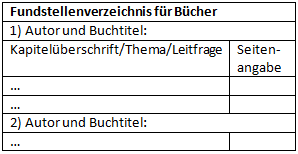 Fundstellenverzeichnis für Bücher
1) Autor und Buchtitel:
Kapitelüberschrift/Thema/Leitfrage Seiten-
angabe
...
...
2) Autor und Buchtitel:
...